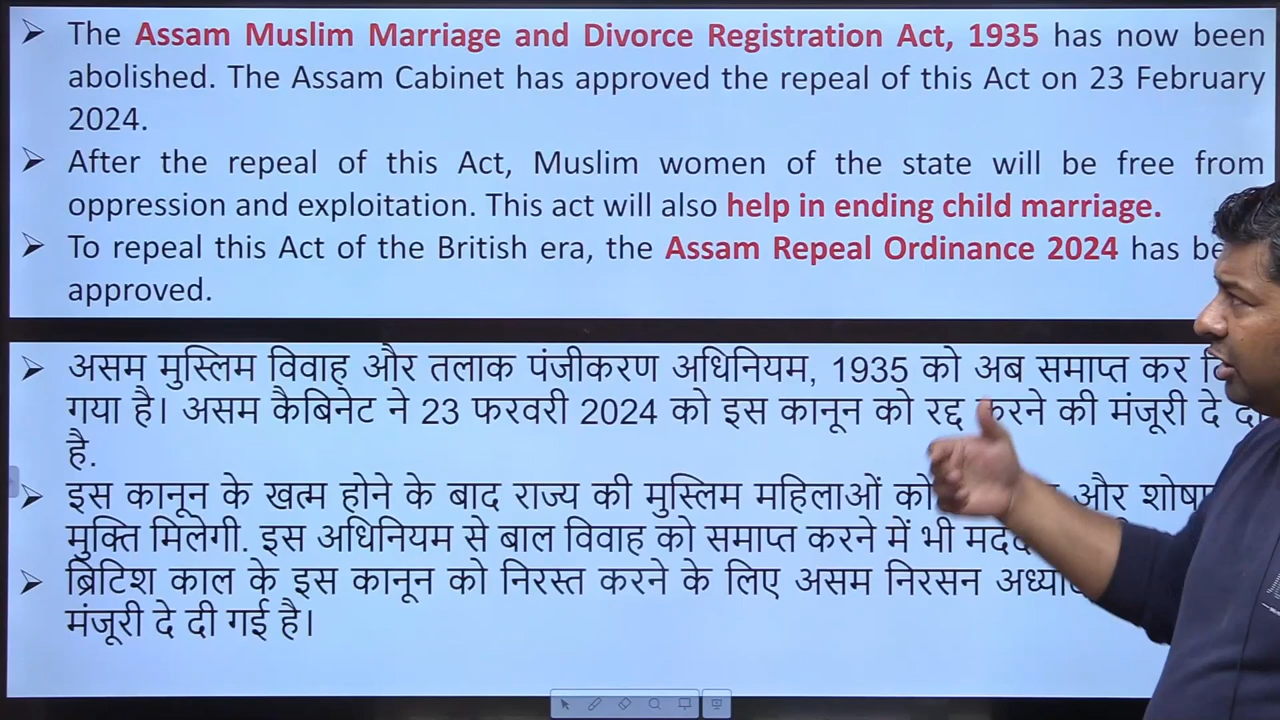 The Assam Muslim Marriage and Divorce Registration Act, 1935 has now been
abolished. The Assam Cabinet has approved the repeal of this Act on 23 February
2024.
After the repeal of this Act, Muslim women of the state will be free from
oppression and exploitation. This act will also help in ending child marriage.
To repeal this Act of the British era, the Assam Repeal Ordinance 2024 has
approved.
असम मुस्लिम विवाह और तलाक पंजीकरण अधिनियम, 1935 को अब समाप्त कर
गया है। असम कैबिनेट ने 23 फरवरी 2024 को इस कानून को रद्द करने की मंजूरी दे
है.
इस कानून के खत्म होने के बाद राज्य की मुस्लिम महिलाओं को और
मुक्ति मिलेगी. इस अधिनियम से बाल विवाह को समाप्त करने में भी मदद
ब्रिटिश काल के इस कानून को निरस्त करने के लिए असम निरसन
मंजूरी दे दी गई है।